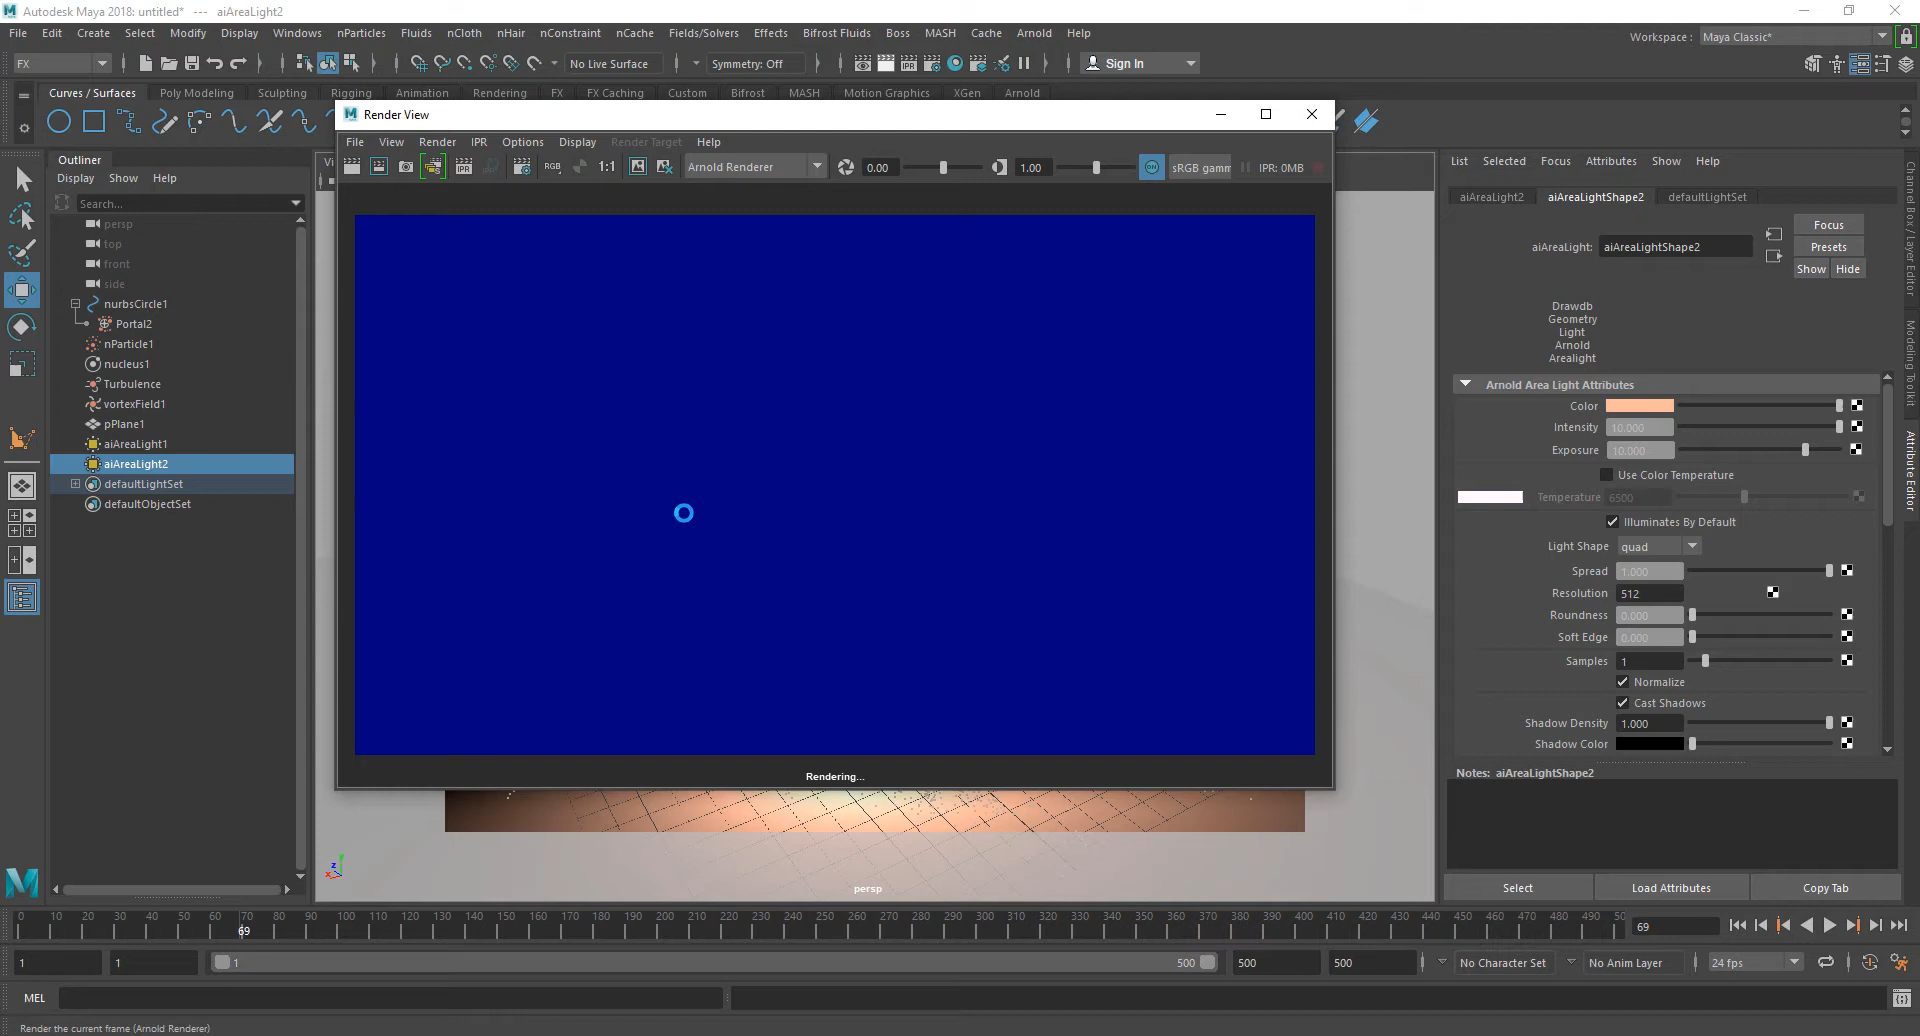 Autodesk Maya 2018: untitled* --- aiAreaLight2
File Edit Create Select Modify Display Windows nParticles Fluids nCloth nHair nConstraint nCache Fields/Solvers Effects Bifrost Fluids Boss MASH Cache Arnold Help
Workspace : Maya Classic*
FX No Live Surface Symmetry: Off Sign In
Curves / Surfaces Poly Modeling Sculpting Rigging Animation Rendering FX FX Caching Custom Bifrost MASH Motion Graphics XGen Arnold
Render View
File View Render IPR Options Display Render Target Help
IPR RGB 1:1 Arnold Renderer 0.00 1.00 ON sRGB gamm IPR: 0MB
Outliner
Display Show Help
Search...
persp
top
front
side
nurbsCircle1
Portal2
nParticle1
nucleus1
Turbulence
vortexField1
pPlane1
aiAreaLight1
aiAreaLight2
defaultLightSet
defaultObjectSet
Vi
Rendering...
z
y
x
persp
List Selected Focus Attributes Show Help
aiAreaLight2 aiAreaLightShape2 defaultLightSet
Focus
aiAreaLight: aiAreaLightShape2
Presets
Show Hide
Drawdb
Geometry
Light
Arnold
Arealight
Arnold Area Light Attributes
Color
Intensity 10.000
Exposure 10.000
Use Color Temperature
Temperature 6500
Illuminates By Default
Light Shape quad
Spread 1.000
Resolution 512
Roundness 0.000
Soft Edge 0.000
Samples 1
Normalize
Cast Shadows
Shadow Density 1.000
Shadow Color
Notes: aiAreaLightShape2
Select Load Attributes Copy Tab
Channel Box / Layer Editor
Modeling Toolkit
Attribute Editor
0 10 20 30 40 50 60 70 80 90 100 110 120 130 140 150 160 170 180 190 200 210 220 230 240 250 260 270 280 290 300 310 320 330 340 350 360 370 380 390 400 410 420 430 440 450 460 470 480 490 50
69
69
1 1 1 500 500 500 No Character Set No Anim Layer 24 fps
MEL
Render the current frame (Arnold Renderer)